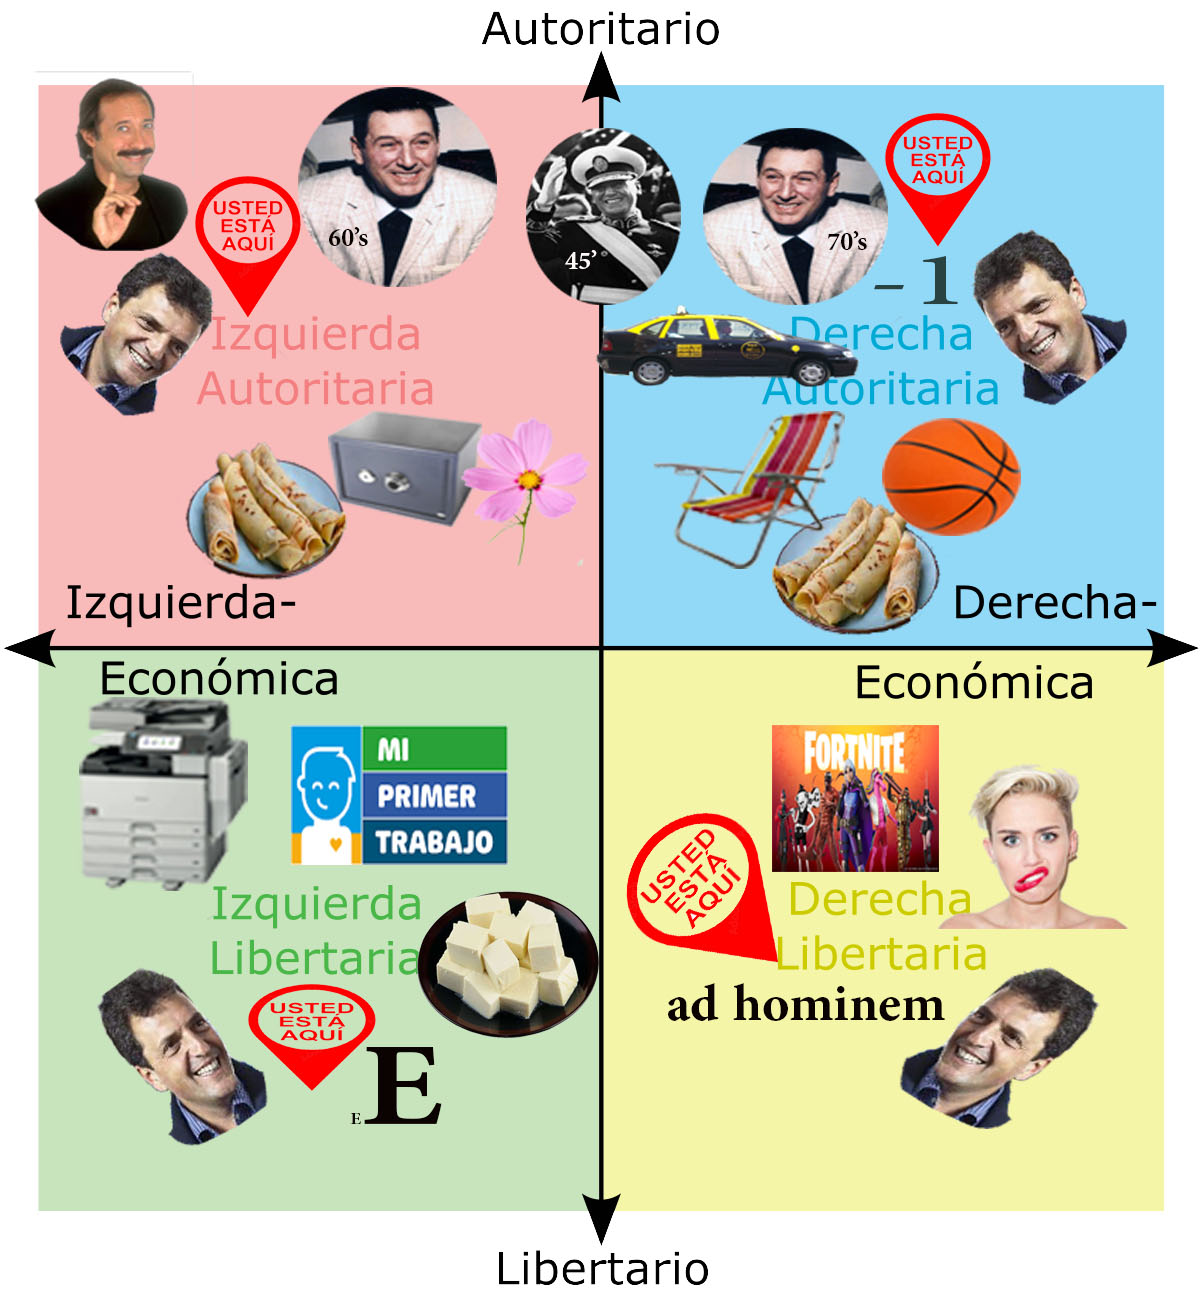 Autoritario
USTED
ESTÁ
AQUÍ
60's
45'
70's
USTED
ESTÁ
AQUÍ
– 1
Izquierda
Autoritaria
Derecha
Autoritaria
Izquierda-
Económica
Derecha-
Económica
MI
PRIMER
TRABAJO
FORTNITE
USTED
ESTÁ
AQUÍ
Izquierda
Libertaria
Derecha
Libertaria
ad hominem
USTED
ESTÁ
AQUÍ
E E
Libertario